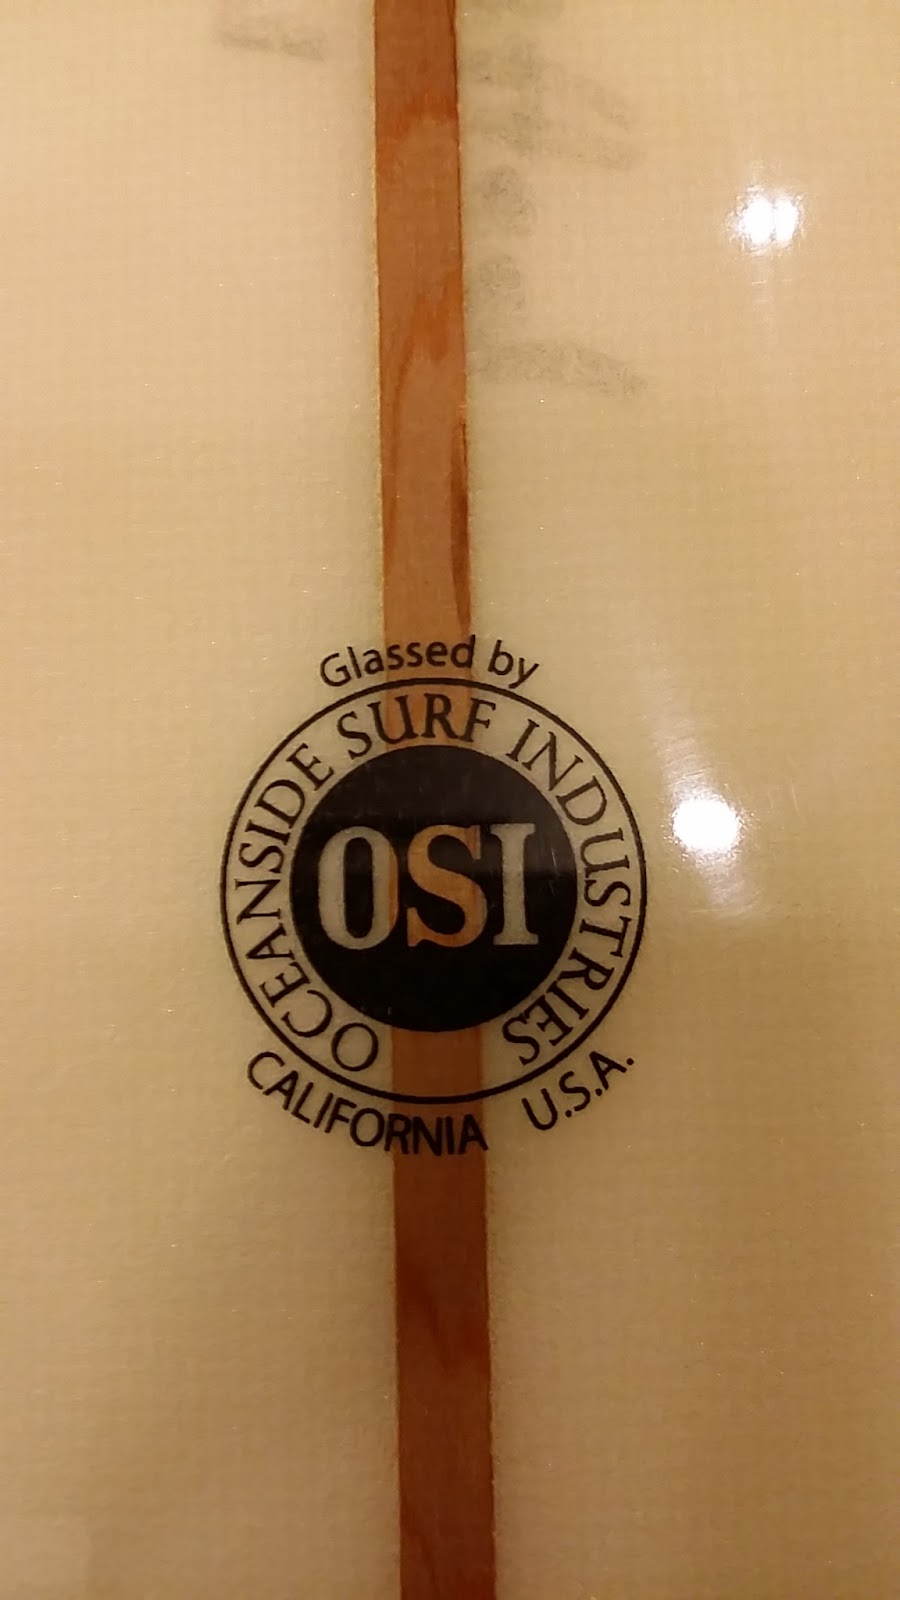 Glassed by
OCEANSIDE SURF INDUSTRIES
OSI
CALIFORNIA U.S.A.